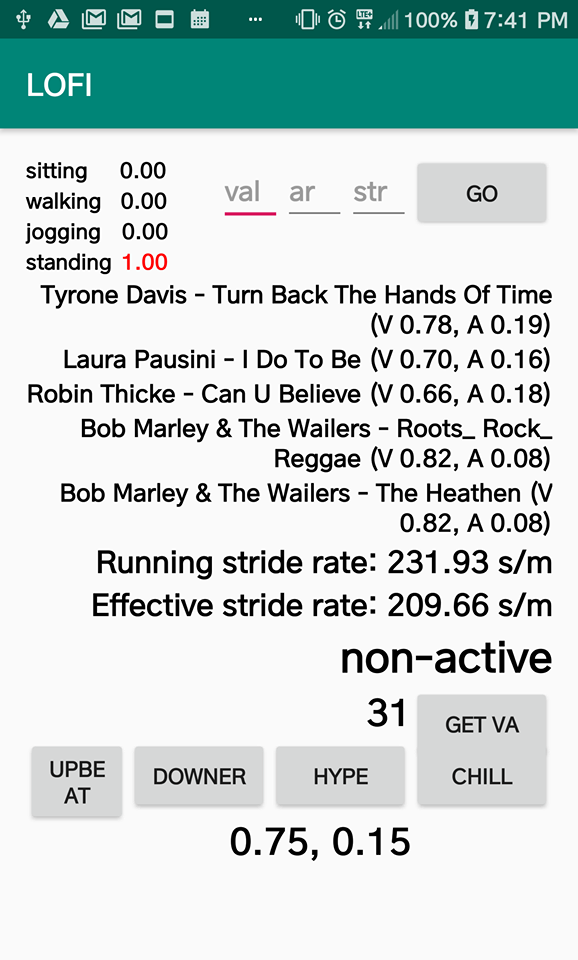 LTE+ 100% 7:41 PM
LOFI
sitting 0.00
walking 0.00
jogging 0.00
standing 1.00
val ar str GO
Tyrone Davis - Turn Back The Hands Of Time
(V 0.78, A 0.19)
Laura Pausini - I Do To Be (V 0.70, A 0.16)
Robin Thicke - Can U Believe (V 0.66, A 0.18)
Bob Marley & The Wailers - Roots_ Rock_
Reggae (V 0.82, A 0.08)
Bob Marley & The Wailers - The Heathen (V
0.82, A 0.08)
Running stride rate: 231.93 s/m
Effective stride rate: 209.66 s/m
non-active
31 GET VA
UPBE
AT
DOWNER HYPE CHILL
0.75, 0.15